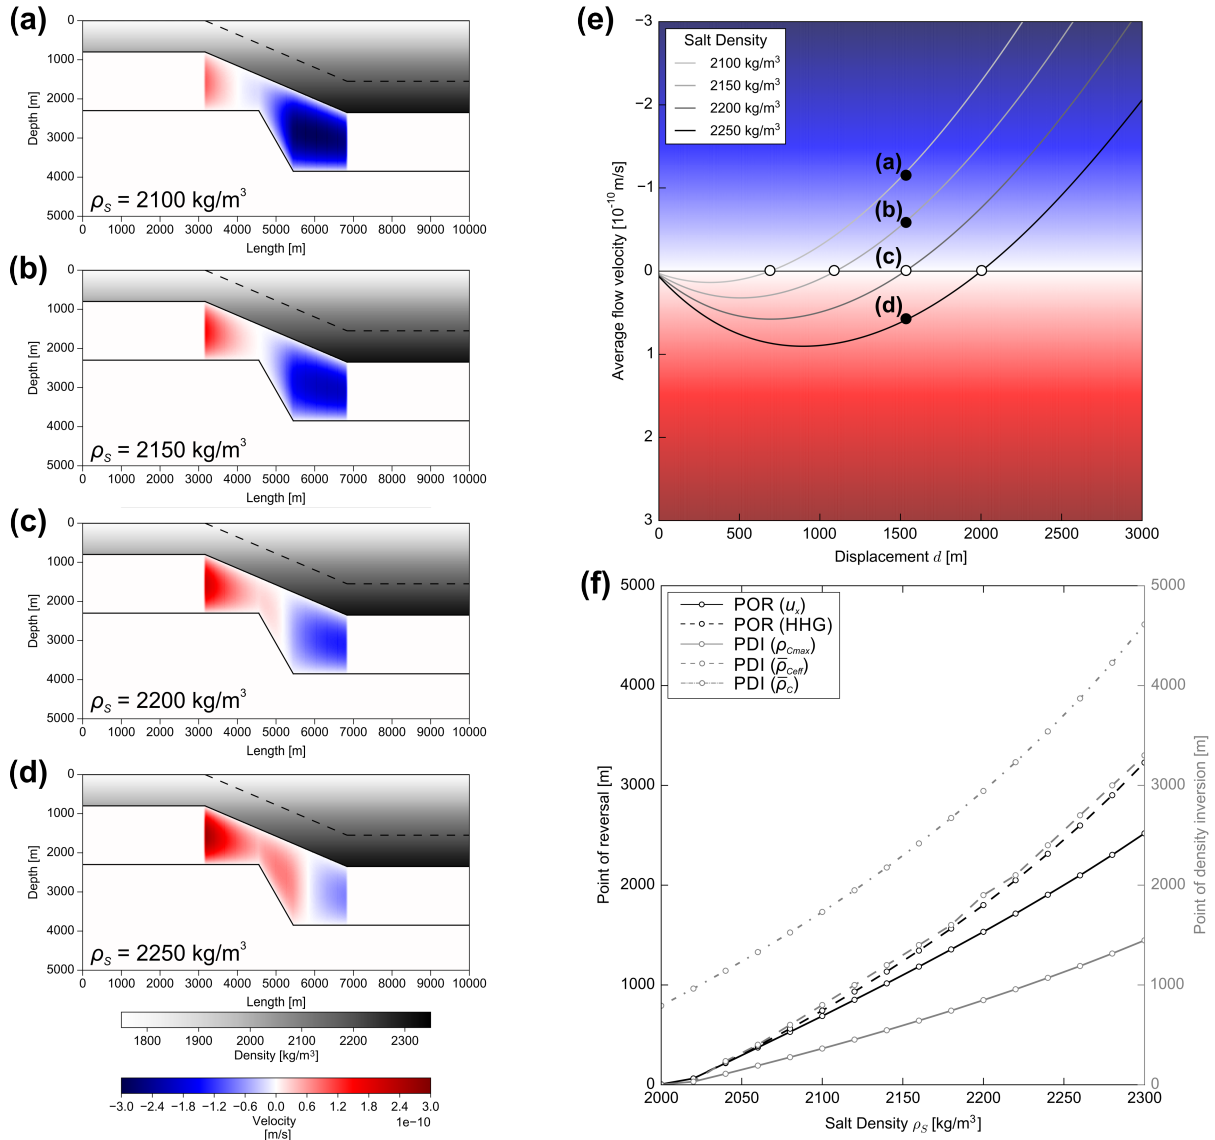 (a)
0
1000
2000
3000
4000
5000
Depth [m]
ρS = 2100 kg/m³
0 1000 2000 3000 4000 5000 6000 7000 8000 9000 10000
Length [m]
(b)
0
1000
2000
3000
4000
5000
Depth [m]
ρS = 2150 kg/m³
0 1000 2000 3000 4000 5000 6000 7000 8000 9000 10000
Length [m]
(c)
0
1000
2000
3000
4000
5000
Depth [m]
ρS = 2200 kg/m³
0 1000 2000 3000 4000 5000 6000 7000 8000 9000 10000
Length [m]
(d)
0
1000
2000
3000
4000
5000
Depth [m]
ρS = 2250 kg/m³
0 1000 2000 3000 4000 5000 6000 7000 8000 9000 10000
Length [m]
1800 1900 2000 2100 2200 2300
Density [kg/m³]
−3.0 −2.4 −1.8 −1.2 −0.6 0.0 0.6 1.2 1.8 2.4 3.0
Velocity
1e−10
[m/s]
(e)
−3
−2
−1
0
1
2
3
Average flow velocity [10⁻¹⁰ m/s]
Salt Density
2100 kg/m³
2150 kg/m³
2200 kg/m³
2250 kg/m³
(a)
(b)
(c)
(d)
0 500 1000 1500 2000 2500 3000
Displacement d [m]
(f)
5000
4000
3000
2000
1000
0
Point of reversal [m]
POR (ux)
POR (HHG)
PDI (ρCmax)
PDI (ρ̅Ceff)
PDI (ρ̅C)
5000
4000
3000
2000
1000
0
Point of density inversion [m]
2000 2050 2100 2150 2200 2250 2300
Salt Density ρS [kg/m³]